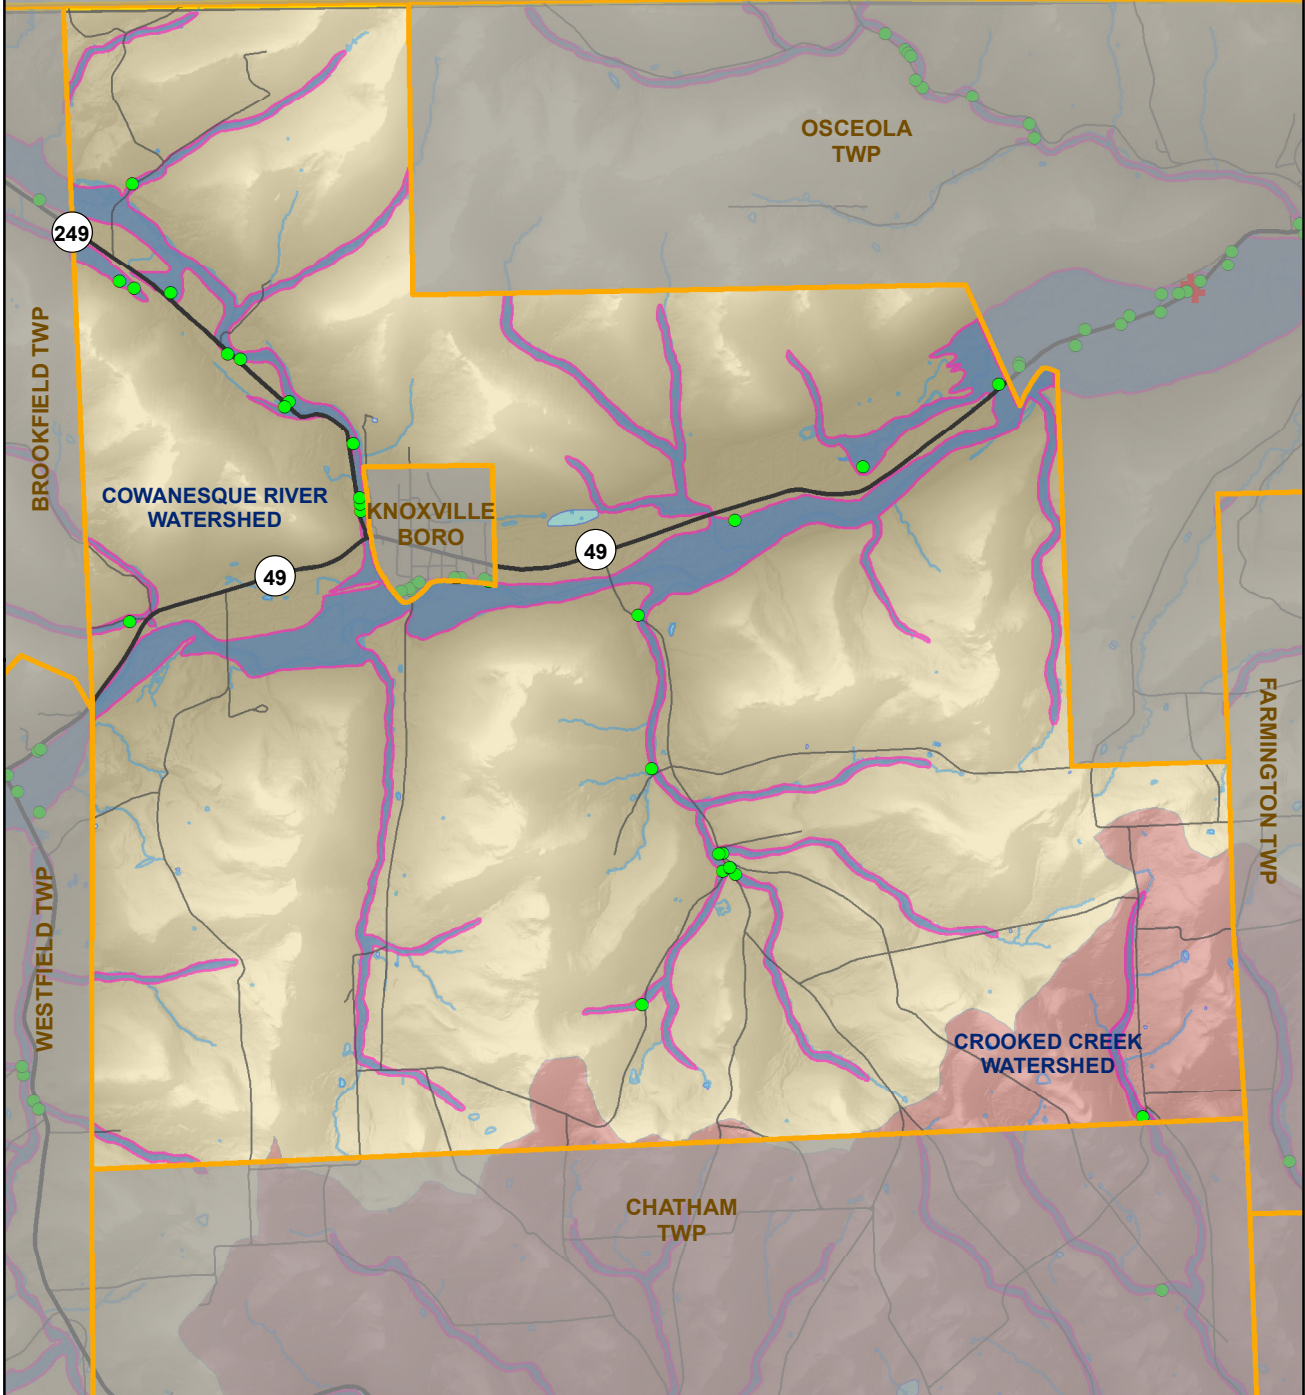 OSCEOLA
TWP
249
BROOKFIELD TWP
COWANESQUE RIVER
WATERSHED
KNOXVILLE
BORO
49
49
FARMINGTON TWP
WESTFIELD TWP
CROOKED CREEK
WATERSHED
CHATHAM
TWP